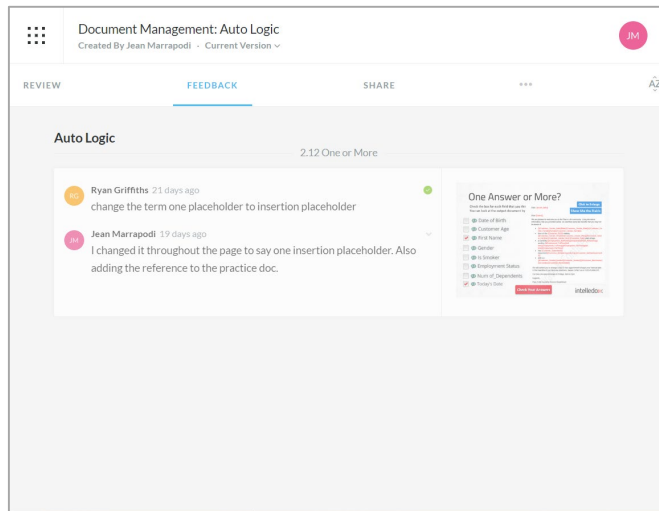 Document Management: Auto Logic
Created By Jean Marrapodi · Current Version
JM
REVIEW
FEEDBACK
SHARE
AZ
Auto Logic
2.12 One or More
RG
Ryan Griffiths 21 days ago
change the term one placeholder to insertion placeholder
JM
Jean Marrapodi 19 days ago
I changed it throughout the page to say one insertion placeholder. Also
adding the reference to the practice doc.
One Answer or More?
Date of Birth
Customer Age
First Name
Gender
Is Smoker
Employment Status
Num of_Dependents
Today's Date
Check Your Answers
intelledox